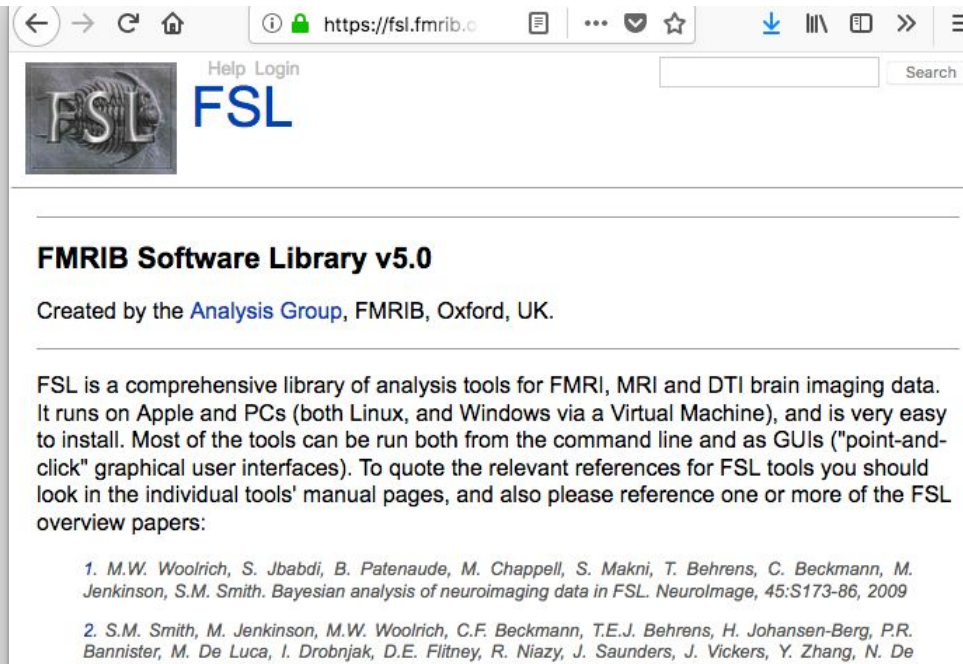 https://fsl.fmrib.o
Help Login
Search
FSL
FSL
FMRIB Software Library v5.0
Created by the Analysis Group, FMRIB, Oxford, UK.
FSL is a comprehensive library of analysis tools for FMRI, MRI and DTI brain imaging data.
It runs on Apple and PCs (both Linux, and Windows via a Virtual Machine), and is very easy
to install. Most of the tools can be run both from the command line and as GUIs ("point-and-
click" graphical user interfaces). To quote the relevant references for FSL tools you should
look in the individual tools' manual pages, and also please reference one or more of the FSL
overview papers:
1. M.W. Woolrich, S. Jbabdi, B. Patenaude, M. Chappell, S. Makni, T. Behrens, C. Beckmann, M.
Jenkinson, S.M. Smith. Bayesian analysis of neuroimaging data in FSL. NeuroImage, 45:S173-86, 2009
2. S.M. Smith, M. Jenkinson, M.W. Woolrich, C.F. Beckmann, T.E.J. Behrens, H. Johansen-Berg, P.R.
Bannister, M. De Luca, I. Drobnjak, D.E. Flitney, R. Niazy, J. Saunders, J. Vickers, Y. Zhang, N. De